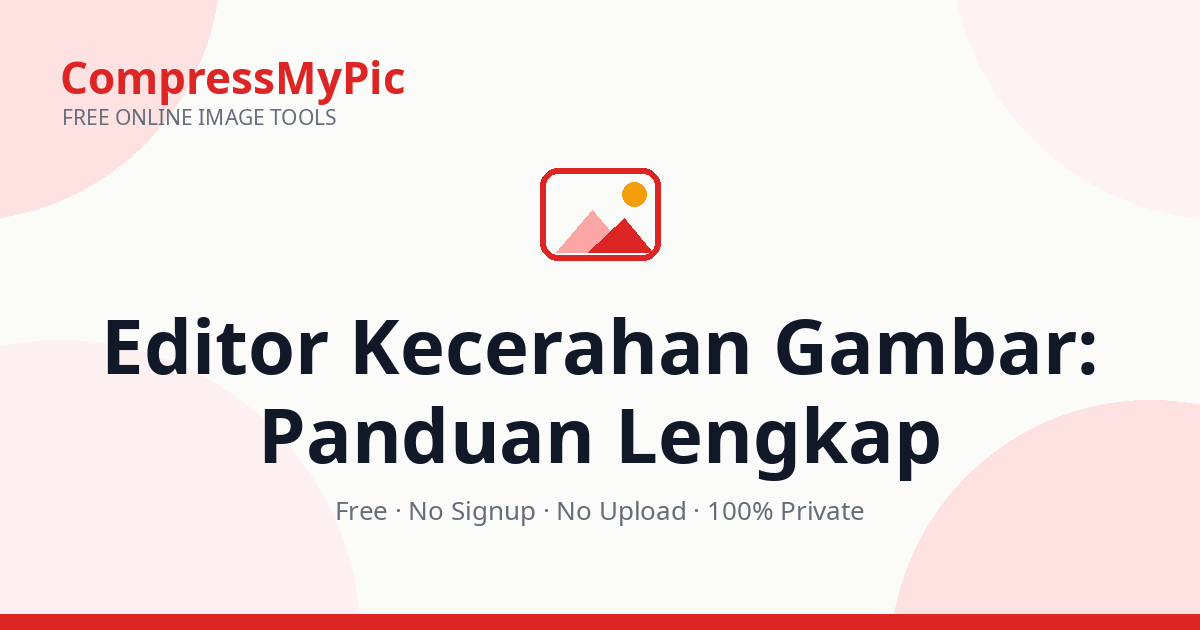 CompressMyPic
FREE ONLINE IMAGE TOOLS
Editor Kecerahan Gambar:
Panduan Lengkap
Free · No Signup · No Upload · 100% Private